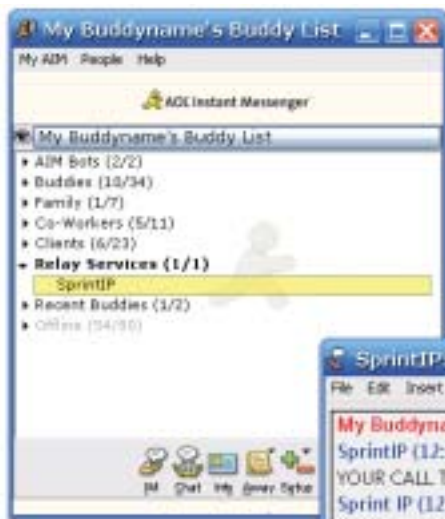 My Buddyname's Buddy List
My AIM People Help
AOL Instant Messenger
My Buddyname's Buddy List
AIM Bots (2/2)
Buddies (10/34)
Family (1/7)
Co-Workers (5/11)
Clients (6/23)
Relay Services (1/1)
SprintIP
Recent Buddies (1/2)
Offline
IM Chat Info Away Setup
SprintIP
File Edit Insert
My Buddyna
SprintIP (12:
YOUR CALL T
Sprint IP (12